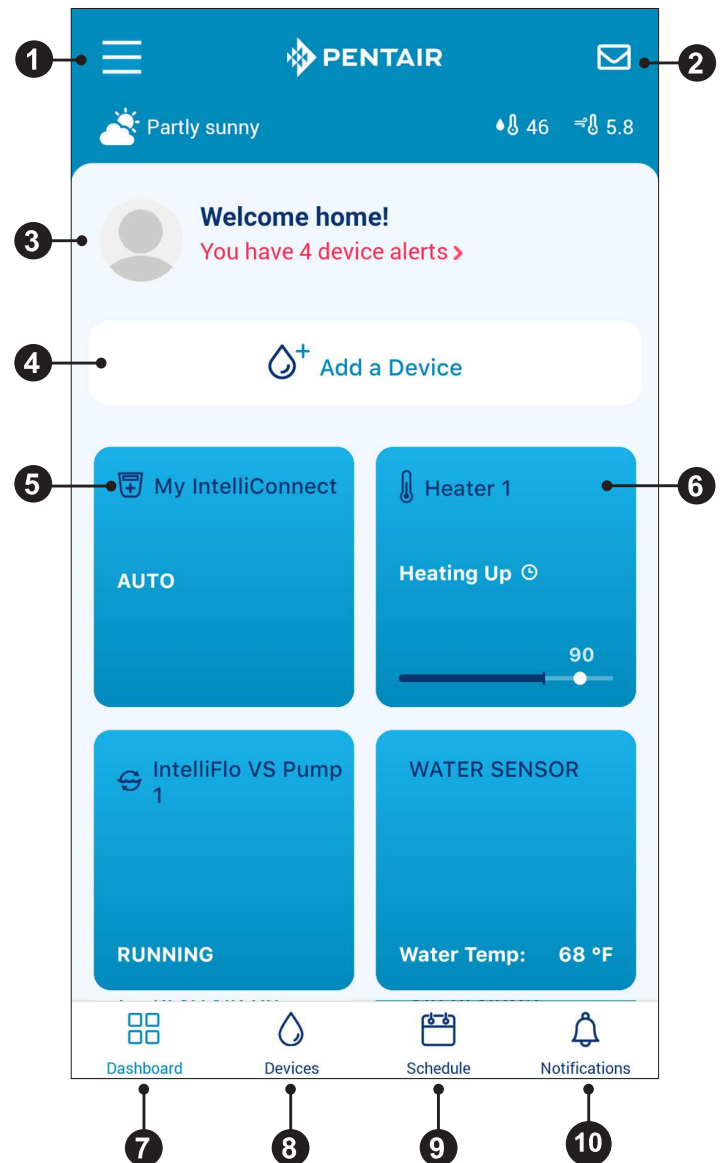 1
PENTAIR
2
Partly sunny
46
5.8
3
Welcome home!
You have 4 device alerts
4
Add a Device
5
My IntelliConnect
Heater 1
6
AUTO
Heating Up
90
IntelliFlo VS Pump
1
WATER SENSOR
RUNNING
Water Temp: 68 °F
Dashboard
Devices
Schedule
Notifications
7
8
9
10